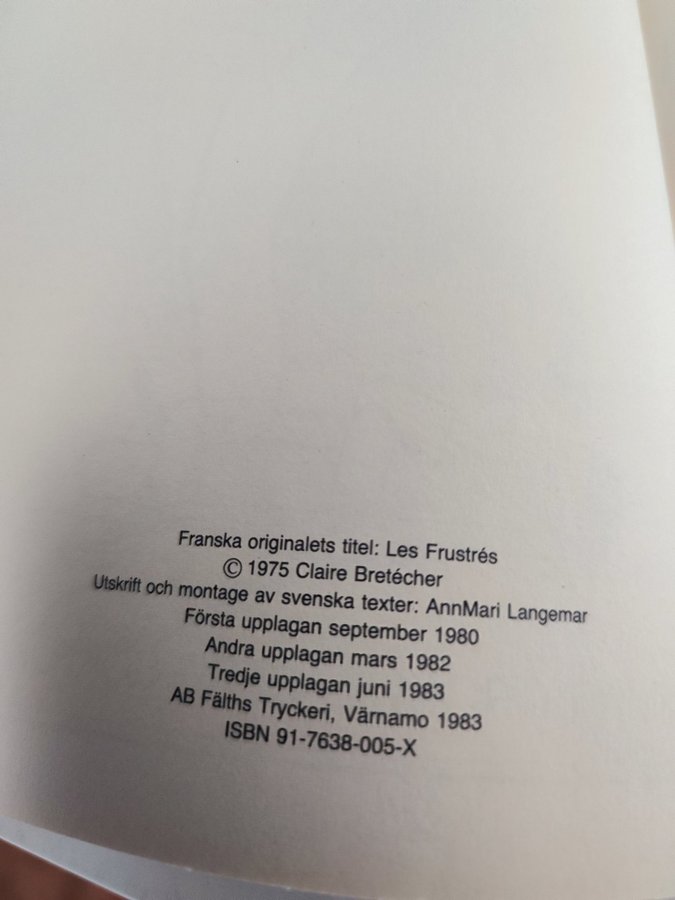 Franska originalets titel: Les Frustrés
© 1975 Claire Bretécher
Utskrift och montage av svenska texter: AnnMari Langemar
Första upplagan september 1980
Andra upplagan mars 1982
Tredje upplagan juni 1983
AB Fälths Tryckeri, Värnamo 1983
ISBN 91-7638-005-X